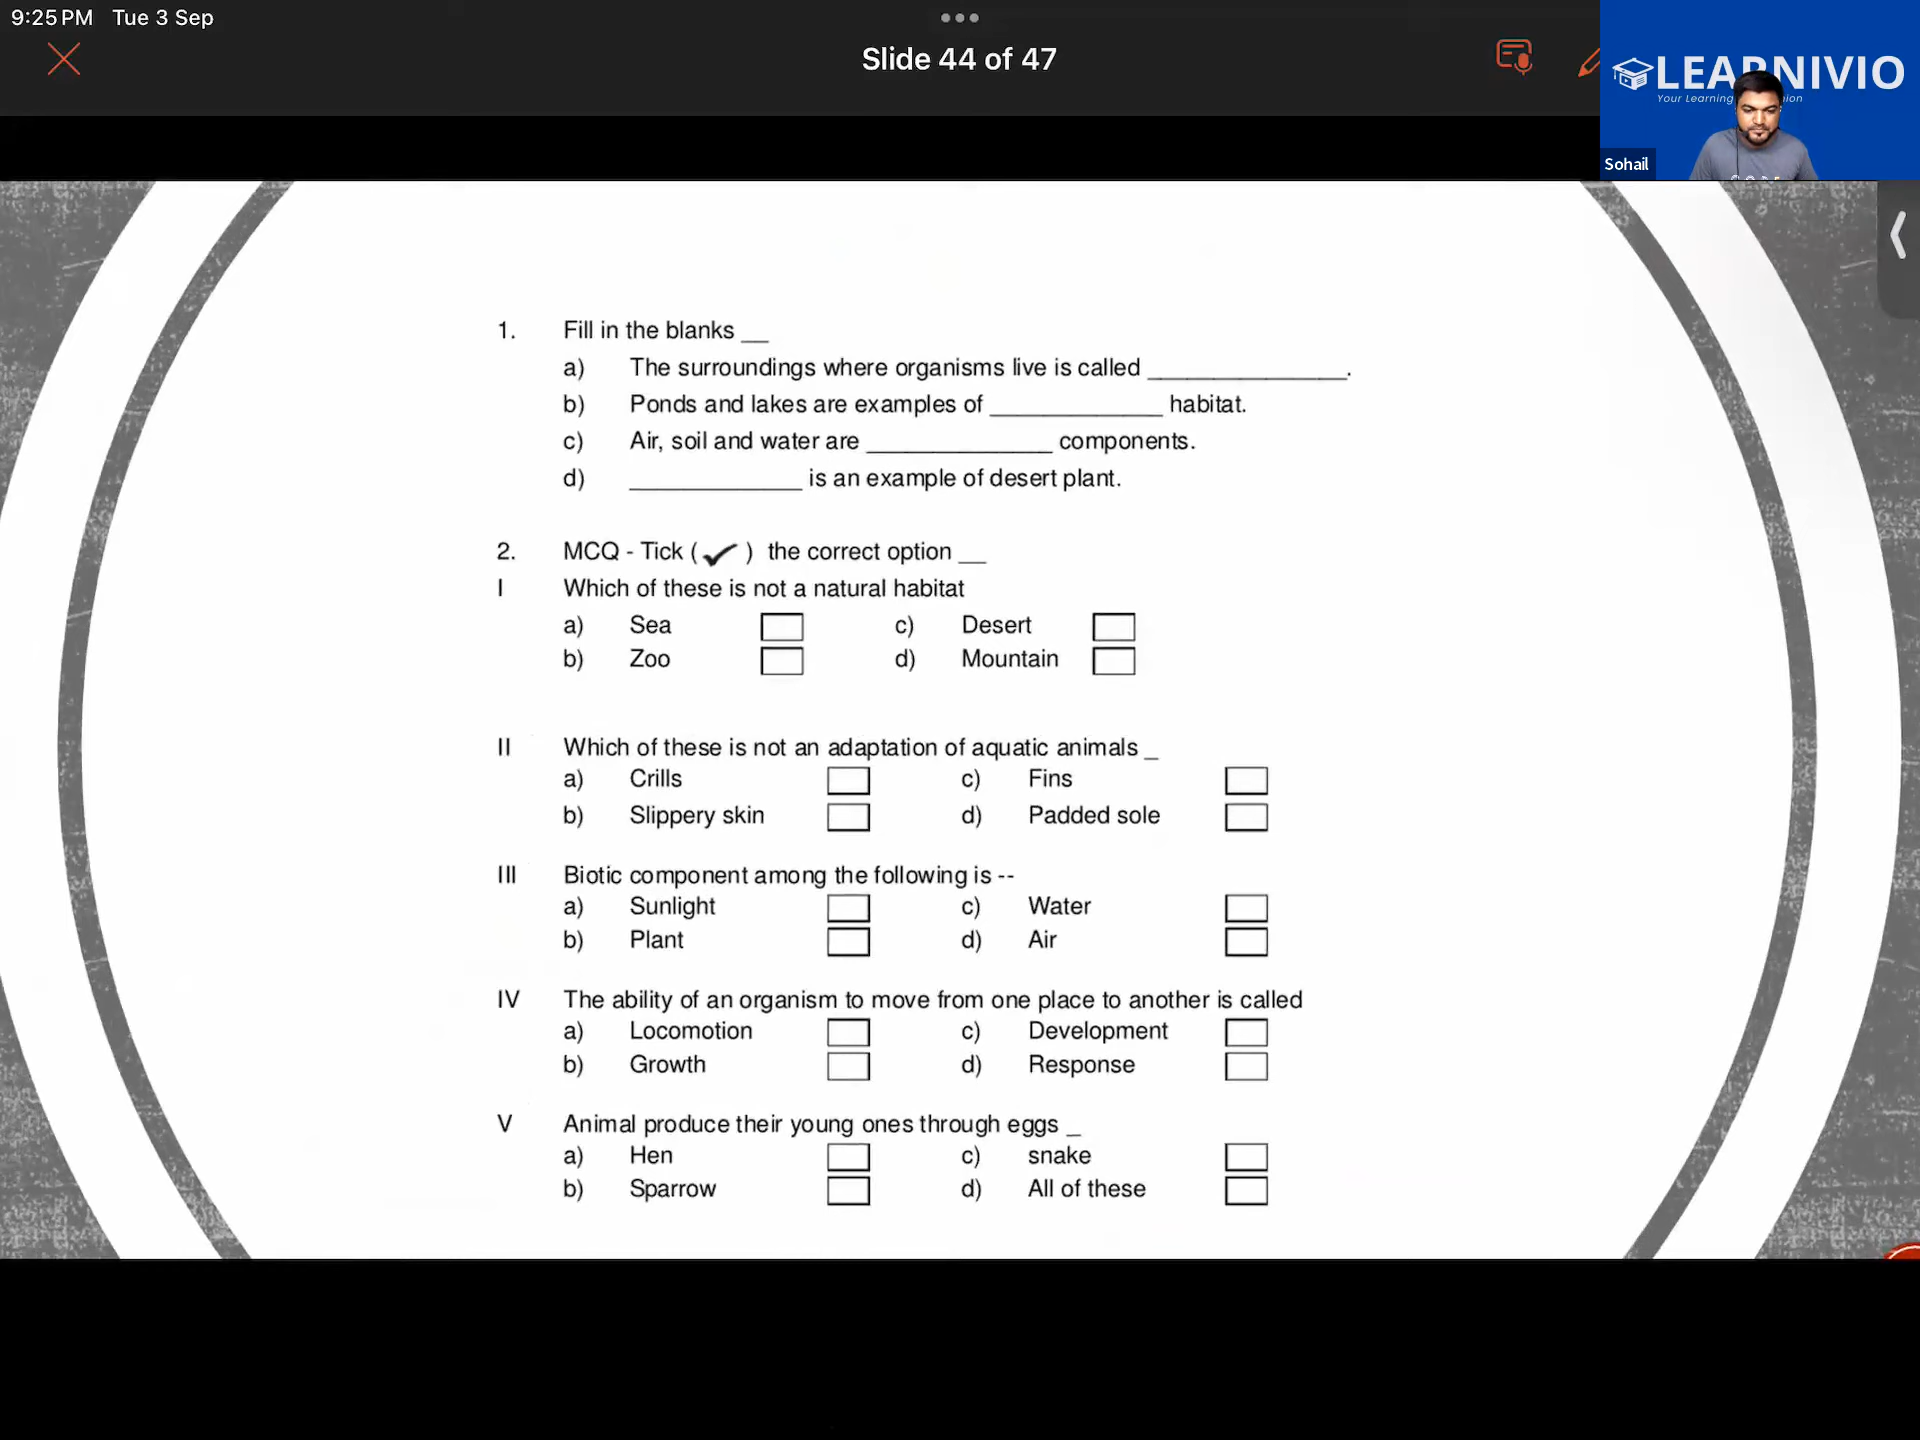 9:25 PM Tue 3 Sep
Slide 44 of 47
LEARNIVIO
Your Learning
Sohail
1. Fill in the blanks __
a) The surroundings where organisms live is called _______________.
b) Ponds and lakes are examples of _____________ habitat.
c) Air, soil and water are ______________ components.
d) _____________ is an example of desert plant.
2. MCQ - Tick (✓) the correct option __
I Which of these is not a natural habitat
a) Sea c) Desert
b) Zoo d) Mountain
II Which of these is not an adaptation of aquatic animals _
a) Crills c) Fins
b) Slippery skin d) Padded sole
III Biotic component among the following is --
a) Sunlight c) Water
b) Plant d) Air
IV The ability of an organism to move from one place to another is called
a) Locomotion c) Development
b) Growth d) Response
V Animal produce their young ones through eggs _
a) Hen c) snake
b) Sparrow d) All of these